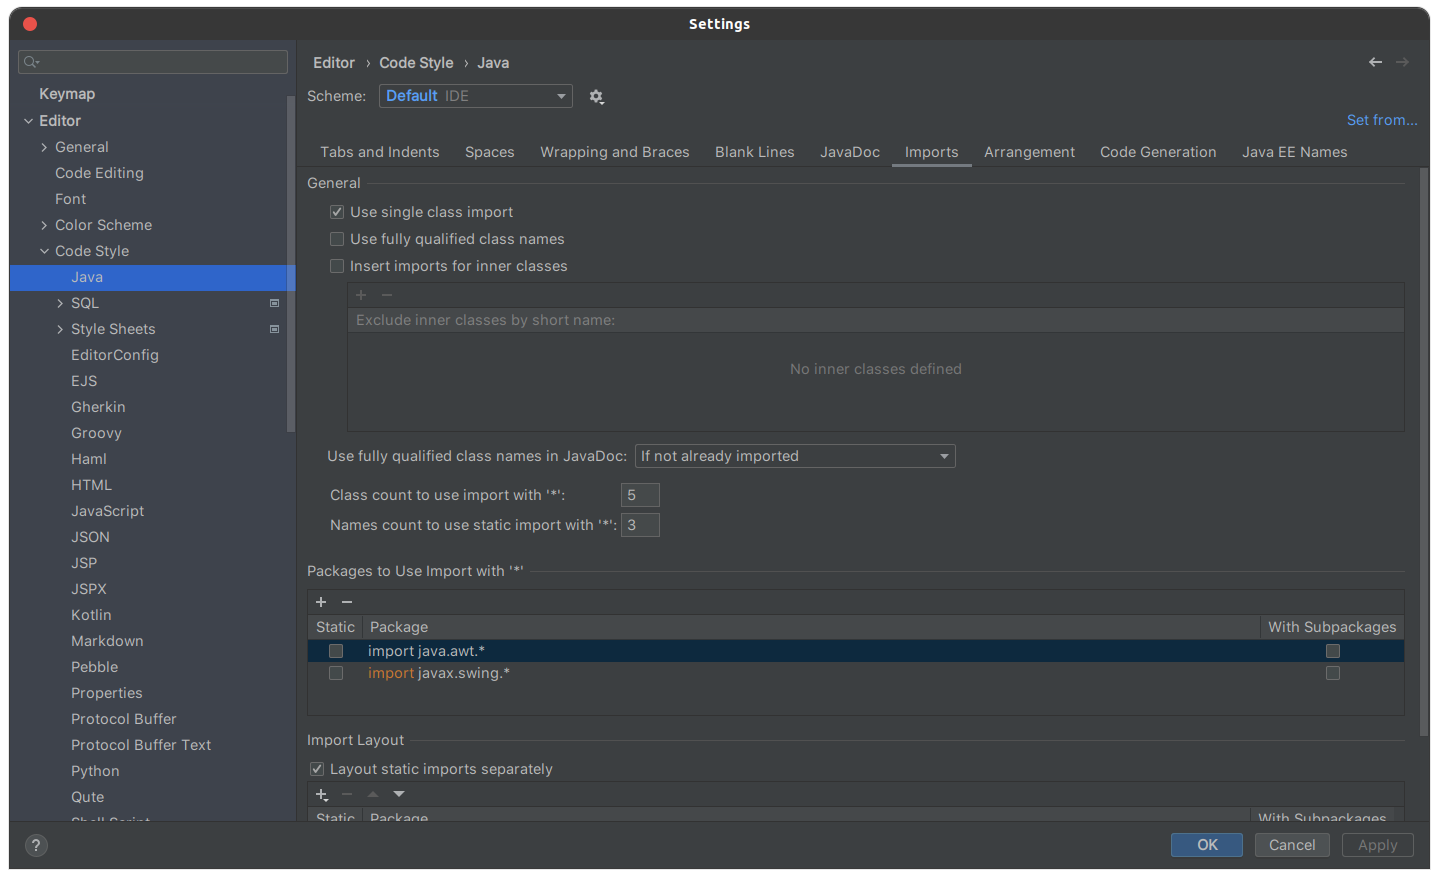 Settings
Keymap
Editor
General
Code Editing
Font
Color Scheme
Code Style
Java
SQL
Style Sheets
EditorConfig
EJS
Gherkin
Groovy
Haml
HTML
JavaScript
JSON
JSP
JSPX
Kotlin
Markdown
Pebble
Properties
Protocol Buffer
Protocol Buffer Text
Python
Qute
Shell Script
Editor › Code Style › Java
Scheme: Default IDE
Set from...
Tabs and Indents Spaces Wrapping and Braces Blank Lines JavaDoc Imports Arrangement Code Generation Java EE Names
General
Use single class import
Use fully qualified class names
Insert imports for inner classes
Exclude inner classes by short name:
No inner classes defined
Use fully qualified class names in JavaDoc: If not already imported
Class count to use import with '*': 5
Names count to use static import with '*': 3
Packages to Use Import with '*'
Static Package With Subpackages
import java.awt.*
import javax.swing.*
Import Layout
Layout static imports separately
Static Package With Subpackages
? OK Cancel Apply